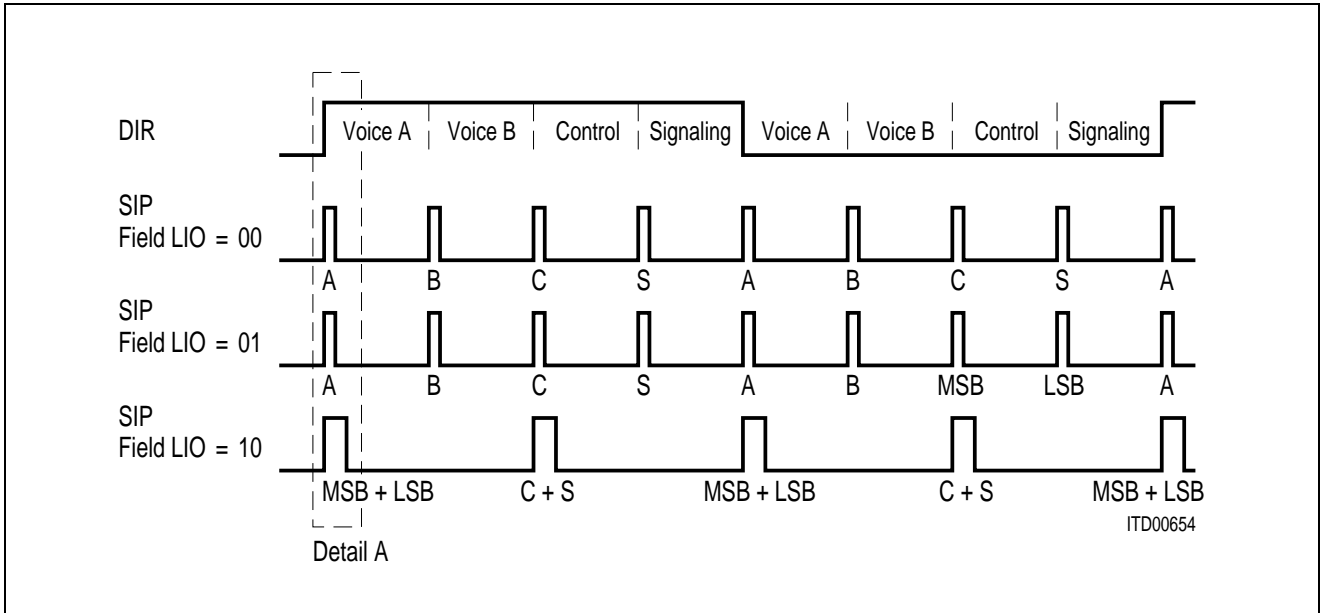 DIR Voice A Voice B Control Signaling Voice A Voice B Control Signaling
SIP
Field LIO = 00
A B C S A B C S A
SIP
Field LIO = 01
A B C S A B MSB LSB A
SIP
Field LIO = 10
MSB + LSB C + S MSB + LSB C + S MSB + LSB
ITD00654
Detail A